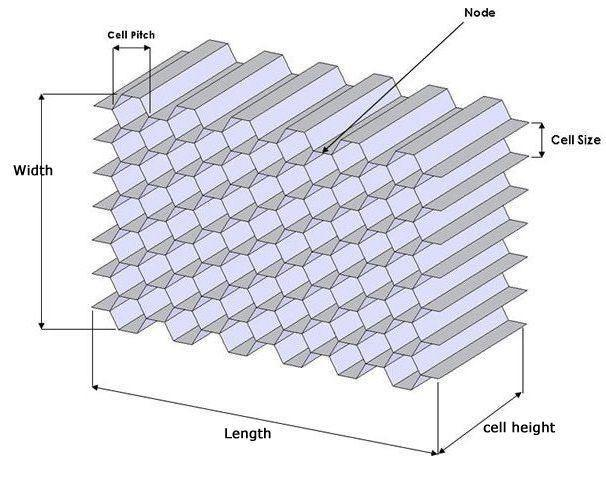 Node
Cell Pitch
Cell Size
Width
Length
cell height